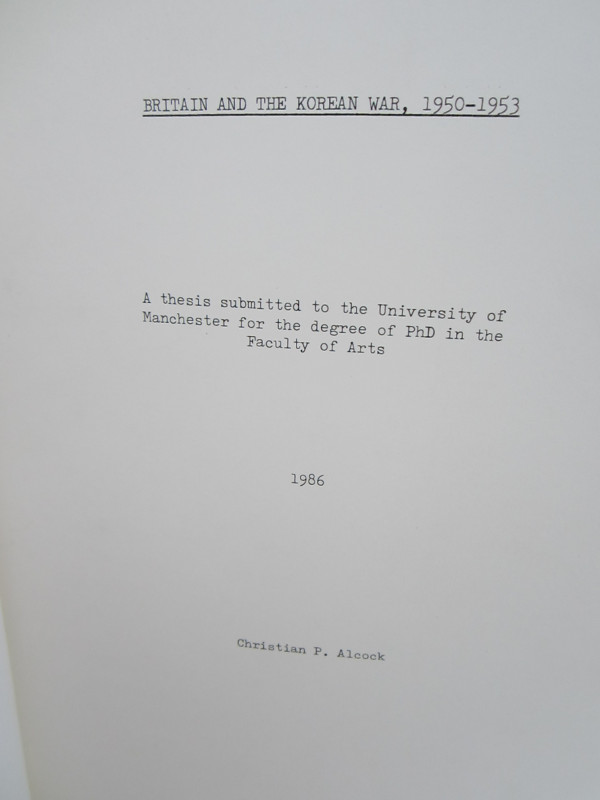 BRITAIN AND THE KOREAN WAR, 1950-1953
A thesis submitted to the University of
Manchester for the degree of PhD in the
Faculty of Arts
1986
Christian P. Alcock